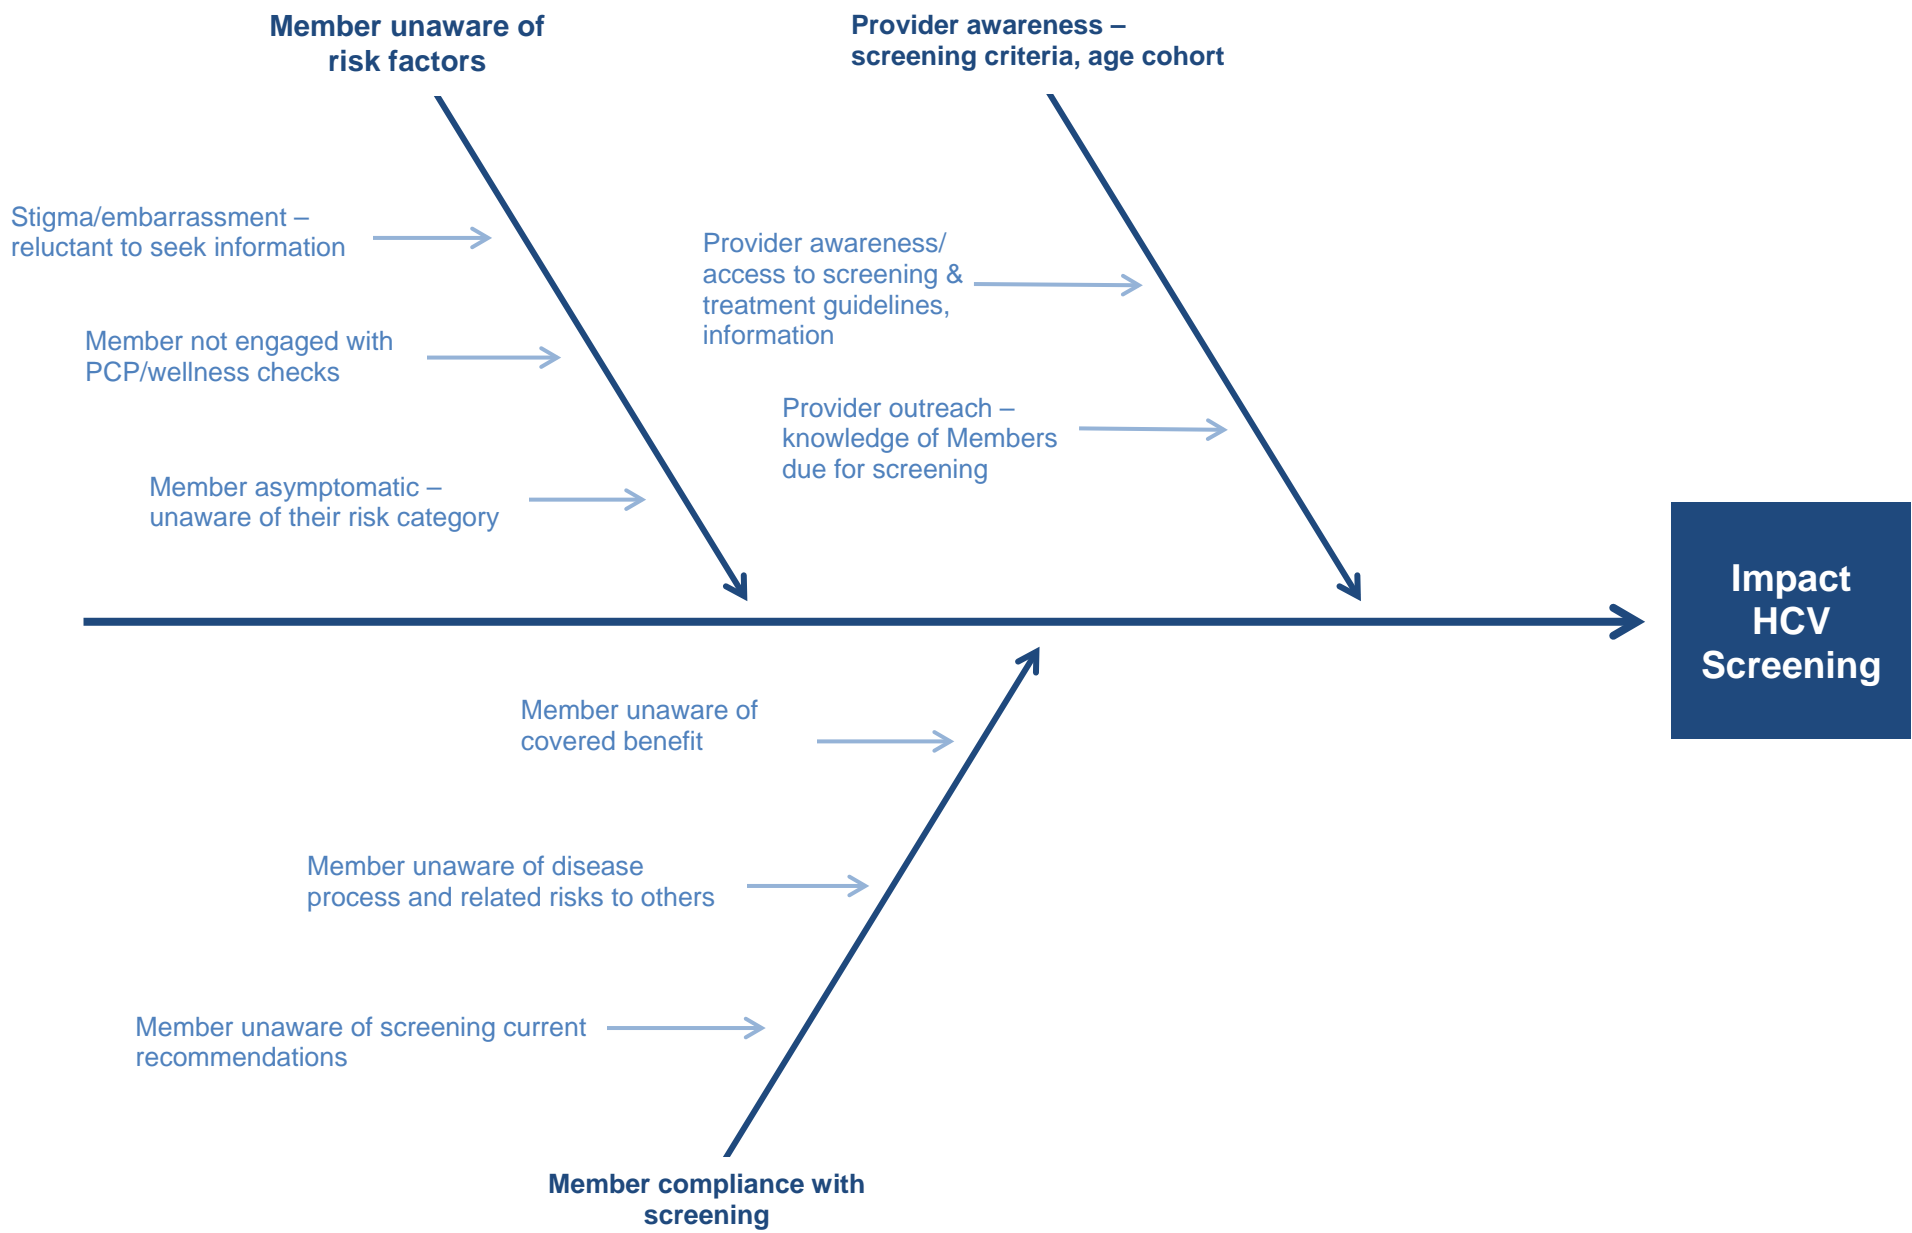 Member unaware of
risk factors
Provider awareness –
screening criteria, age cohort
Stigma/embarrassment –
reluctant to seek information
Member not engaged with
PCP/wellness checks
Member asymptomatic –
unaware of their risk category
Provider awareness/
access to screening &
treatment guidelines,
information
Provider outreach –
knowledge of Members
due for screening
Impact
HCV
Screening
Member unaware of
covered benefit
Member unaware of disease
process and related risks to others
Member unaware of screening current
recommendations
Member compliance with
screening